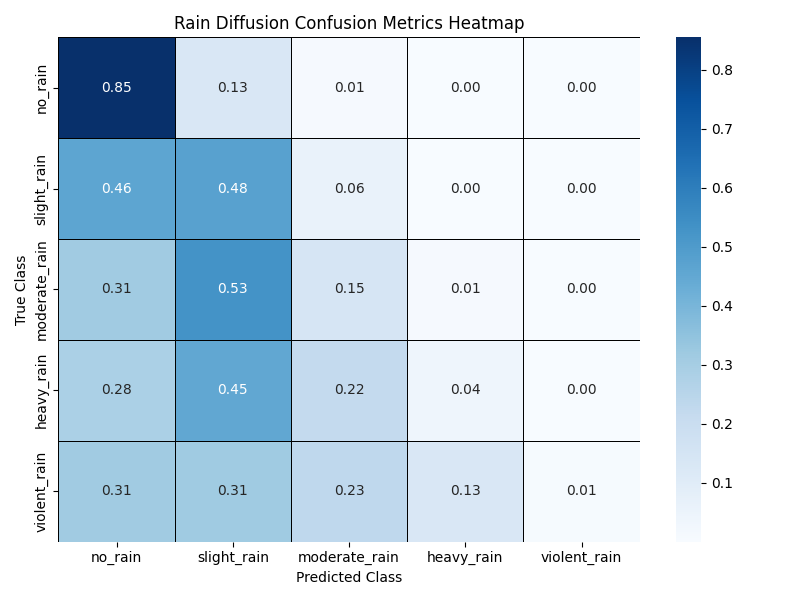 Rain Diffusion Confusion Metrics Heatmap
True Class
no_rain 0.85 0.13 0.01 0.00 0.00
slight_rain 0.46 0.48 0.06 0.00 0.00
moderate_rain 0.31 0.53 0.15 0.01 0.00
heavy_rain 0.28 0.45 0.22 0.04 0.00
violent_rain 0.31 0.31 0.23 0.13 0.01
no_rain slight_rain moderate_rain heavy_rain violent_rain
Predicted Class
0.8
0.7
0.6
0.5
0.4
0.3
0.2
0.1